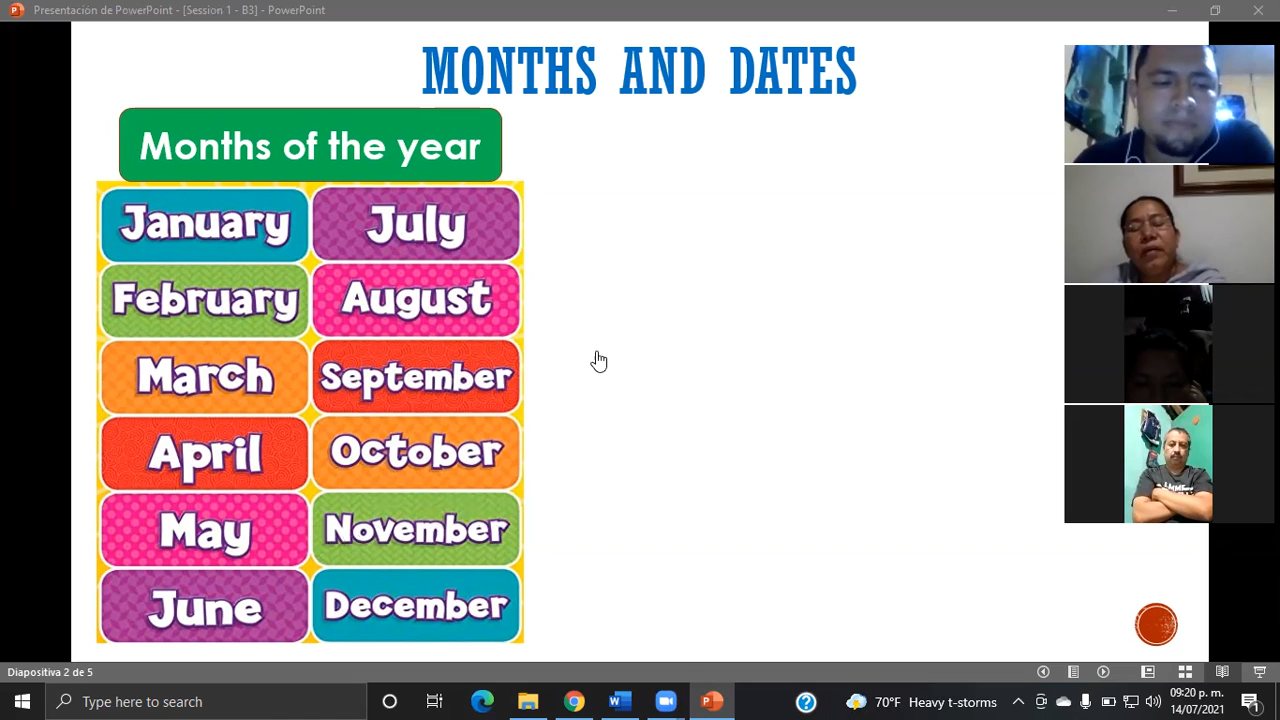 Presentación de PowerPoint - [Session 1 - B3] - PowerPoint
MONTHS AND DATES
Months of the year
January
July
February
August
March
September
April
October
May
November
June
December
Diapositiva 2 de 5
Type here to search
70°F Heavy t-storms
09:20 p. m.
14/07/2021